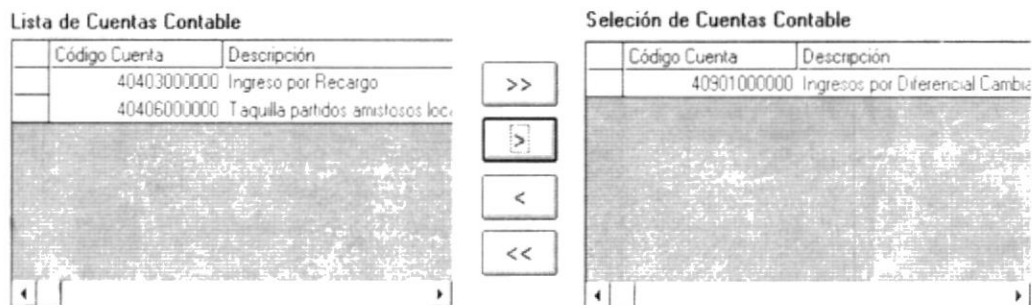 Lista de Cuentas Contable
Código Cuenta Descripción
40403000000 Ingreso por Recargo
40406000000 Taquilla partidos amistosos loc
>>
>
<
<<
Seleción de Cuentas Contable
Código Cuenta Descripción
40901000000 Ingresos por Diferencial Cambia